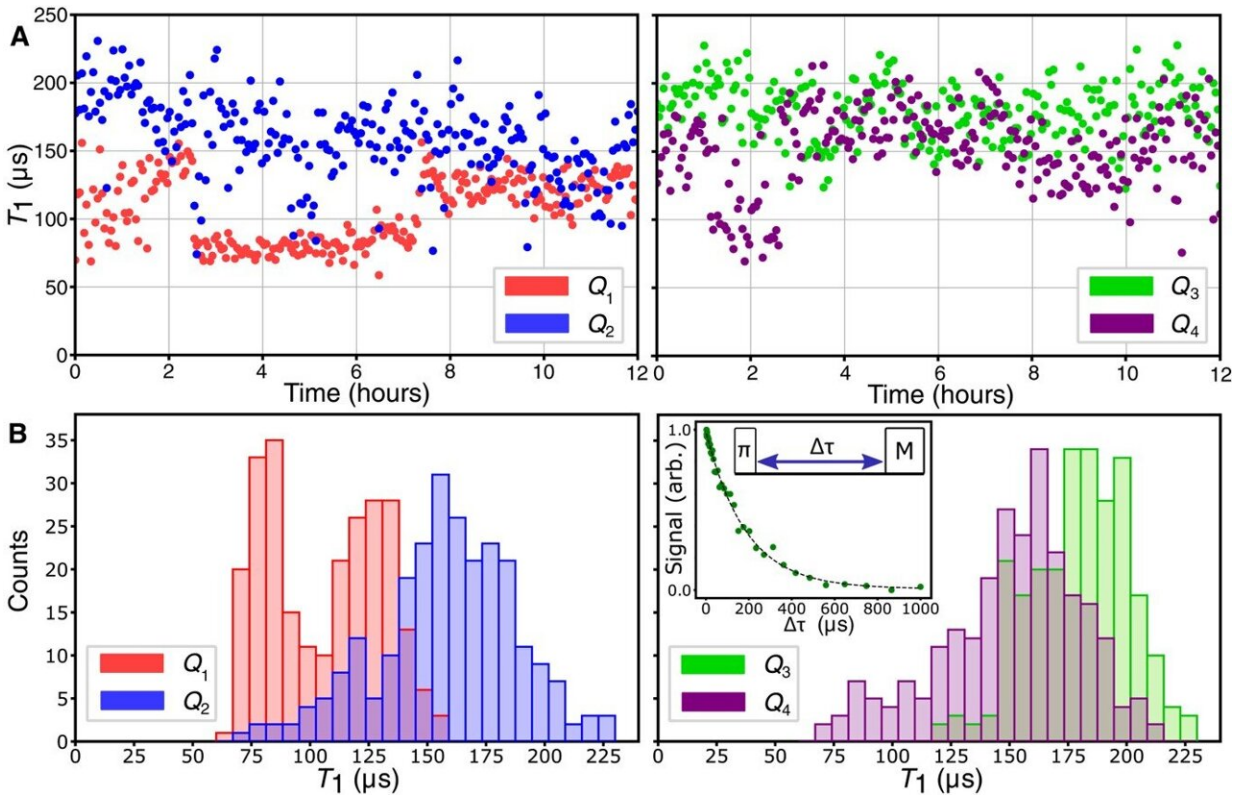 A
T1 (µs)
250
200
150
100
50
0
Q1
Q2
Q3
Q4
0 2 4 6 8 10 12
0 2 4 6 8 10 12
Time (hours)
Time (hours)
B
Counts
35
30
25
20
15
10
5
0
Q1
Q2
Signal (arb.)
1.0
0.0
π
Δτ
M
0 200 400 600 800 1000
Δτ (µs)
Q3
Q4
0 25 50 75 100 125 150 175 200 225
0 25 50 75 100 125 150 175 200 225
T1 (µs)
T1 (µs)